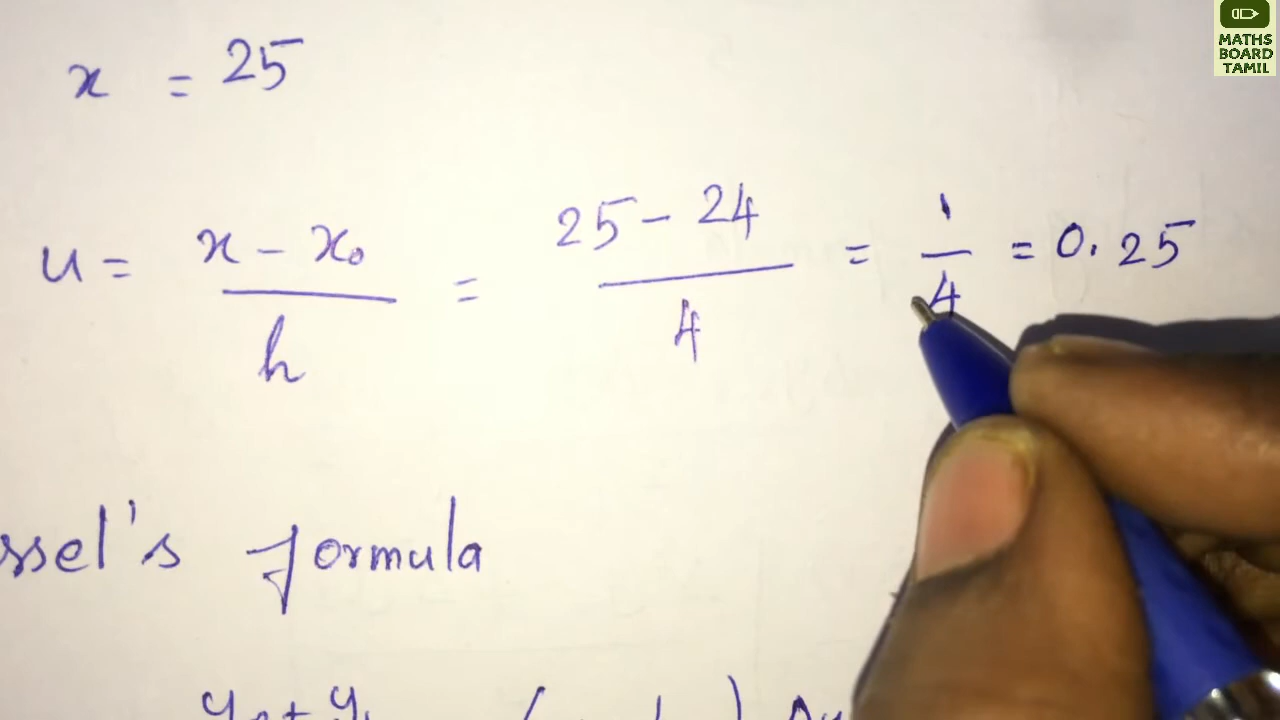 MATHS
BOARD
TAMIL
x = 25
u = (x - x₀)/h = (25 - 24)/4 = 1/4 = 0.25
ssel's formula